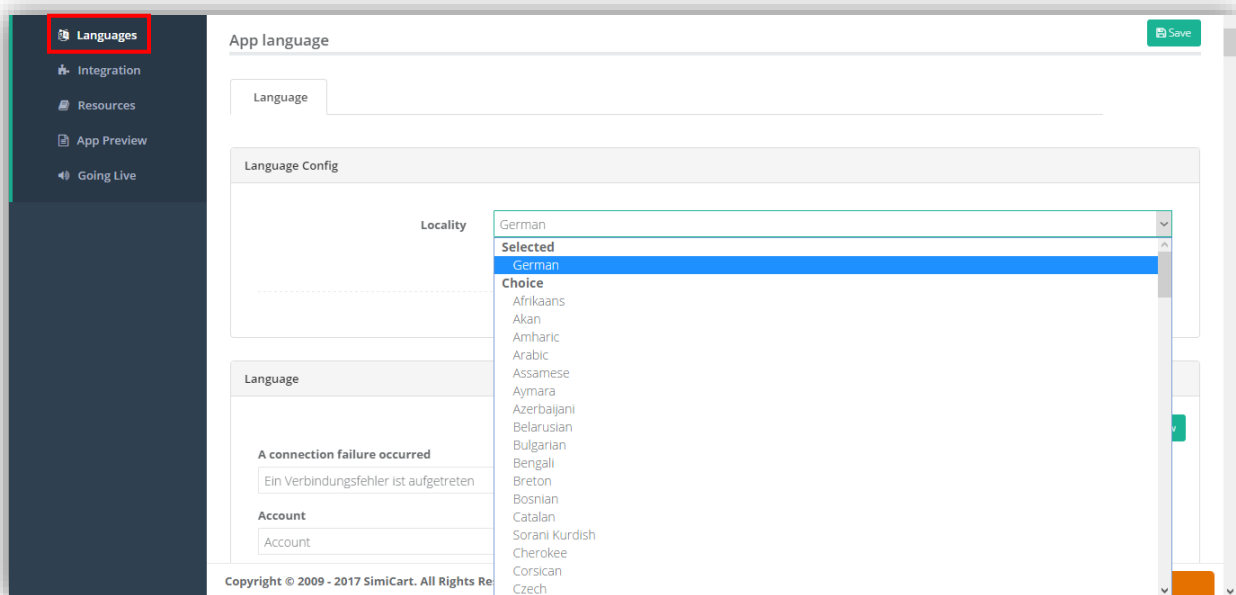 Languages
Integration
Resources
App Preview
Going Live
App language
Save
Language
Language Config
Locality
German
Selected
German
Choice
Afrikaans
Akan
Amharic
Arabic
Assamese
Aymara
Azerbaijani
Belarusian
Bulgarian
Bengali
Breton
Bosnian
Catalan
Sorani Kurdish
Cherokee
Corsican
Czech
Language
A connection failure occurred
Ein Verbindungsfehler ist aufgetreten
Account
Account
Copyright © 2009 - 2017 SimiCart. All Rights Re